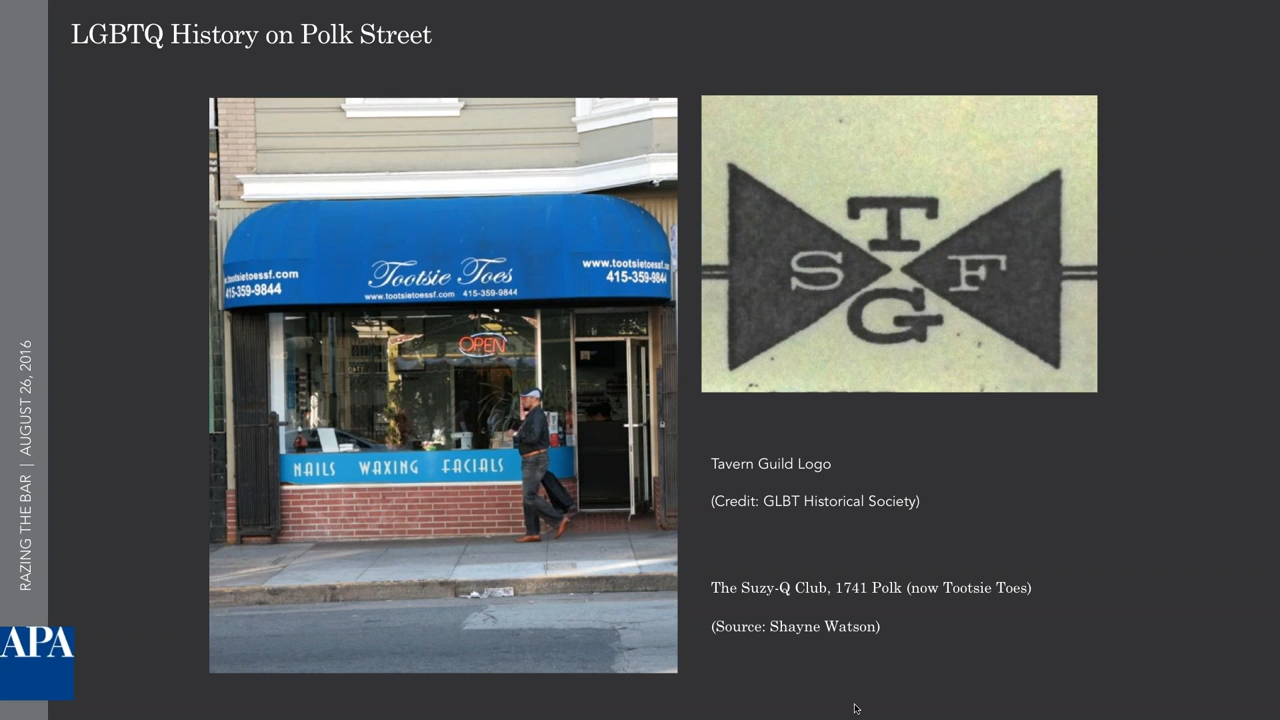 LGBTQ History on Polk Street
www.tootsietoessf.
.tootsietoessf.com
Tootsie Toes
415-359-9844
415-359-9844
www.tootsietoessf.com 415-359-9844
OPEN
NAILS WAXING FACIALS
T
S F
G
Tavern Guild Logo
(Credit: GLBT Historical Society)
The Suzy-Q Club, 1741 Polk (now Tootsie Toes)
(Source: Shayne Watson)
RAZING THE BAR | AUGUST 26, 2016
APA